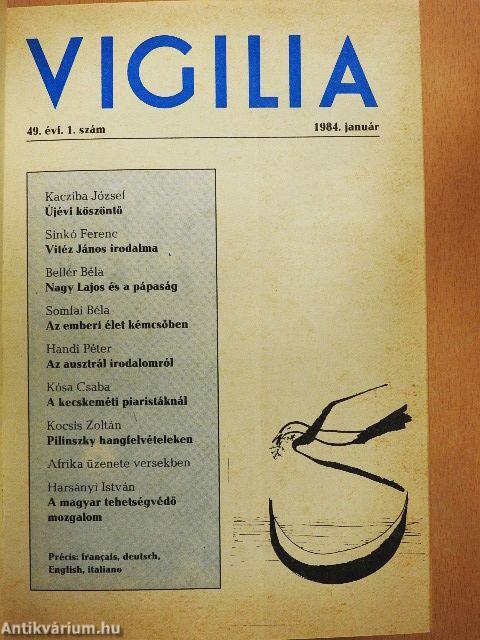 VIGILIA
49. évf. 1. szám
1984. január
Kacziba József
Újévi köszöntő
Sinkó Ferenc
Vitéz János irodalma
Bellér Béla
Nagy Lajos és a pápaság
Somfai Béla
Az emberi élet kémcsőben
Handi Péter
Az ausztrál irodalomról
Kósa Csaba
A kecskeméti piaristáknál
Kocsis Zoltán
Pilinszky hangfelvételeken
Afrika üzenete versekben
Harsányi István
A magyar tehetségvédő
mozgalom
Précis: français, deutsch,
English, italiano
Antikvárium.hu